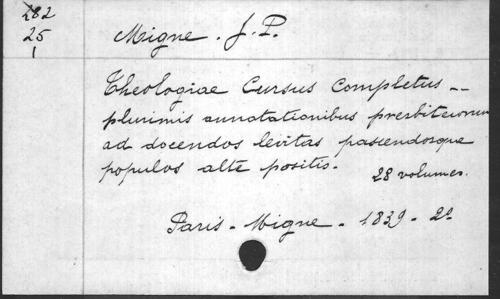 282
25
1
Migne. J. P.
Theologiae Cursus Completus --
plurimis annotationibus presbiterorum
ad docendos levitas pascendosque
populos alte positis.
28 volumes.
Paris - Migne - 1839 - 2º